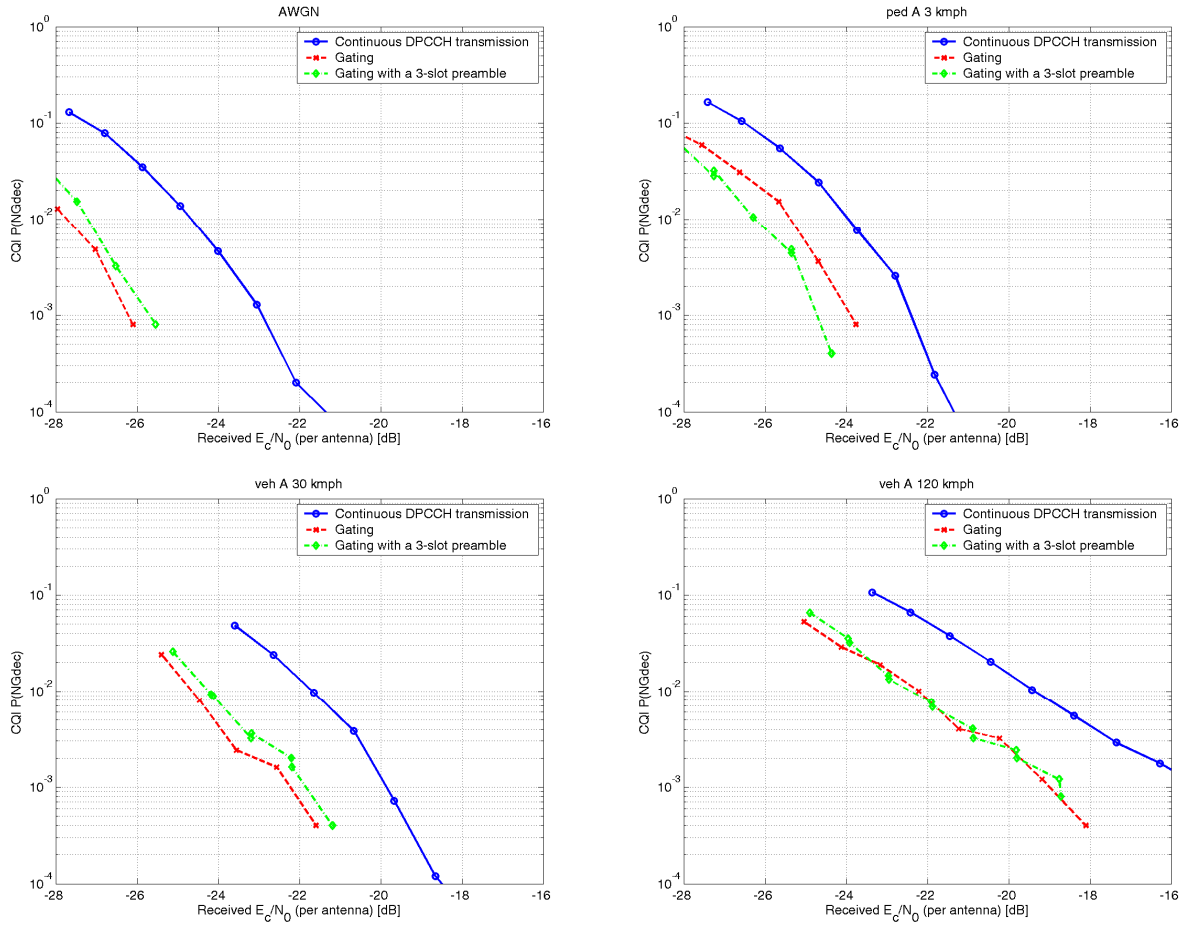 AWGN
Continuous DPCCH transmission
Gating
Gating with a 3-slot preamble
CQI P(NGdec)
10^0
10^-1
10^-2
10^-3
10^-4
-28 -26 -24 -22 -20 -18 -16
Received E_c/N_0 (per antenna) [dB]
ped A 3 kmph
Continuous DPCCH transmission
Gating
Gating with a 3-slot preamble
CQI P(NGdec)
10^0
10^-1
10^-2
10^-3
10^-4
-28 -26 -24 -22 -20 -18 -16
Received E_c/N_0 (per antenna) [dB]
veh A 30 kmph
Continuous DPCCH transmission
Gating
Gating with a 3-slot preamble
CQI P(NGdec)
10^0
10^-1
10^-2
10^-3
10^-4
-28 -26 -24 -22 -20 -18 -16
Received E_c/N_0 (per antenna) [dB]
veh A 120 kmph
Continuous DPCCH transmission
Gating
Gating with a 3-slot preamble
CQI P(NGdec)
10^0
10^-1
10^-2
10^-3
10^-4
-28 -26 -24 -22 -20 -18 -16
Received E_c/N_0 (per antenna) [dB]